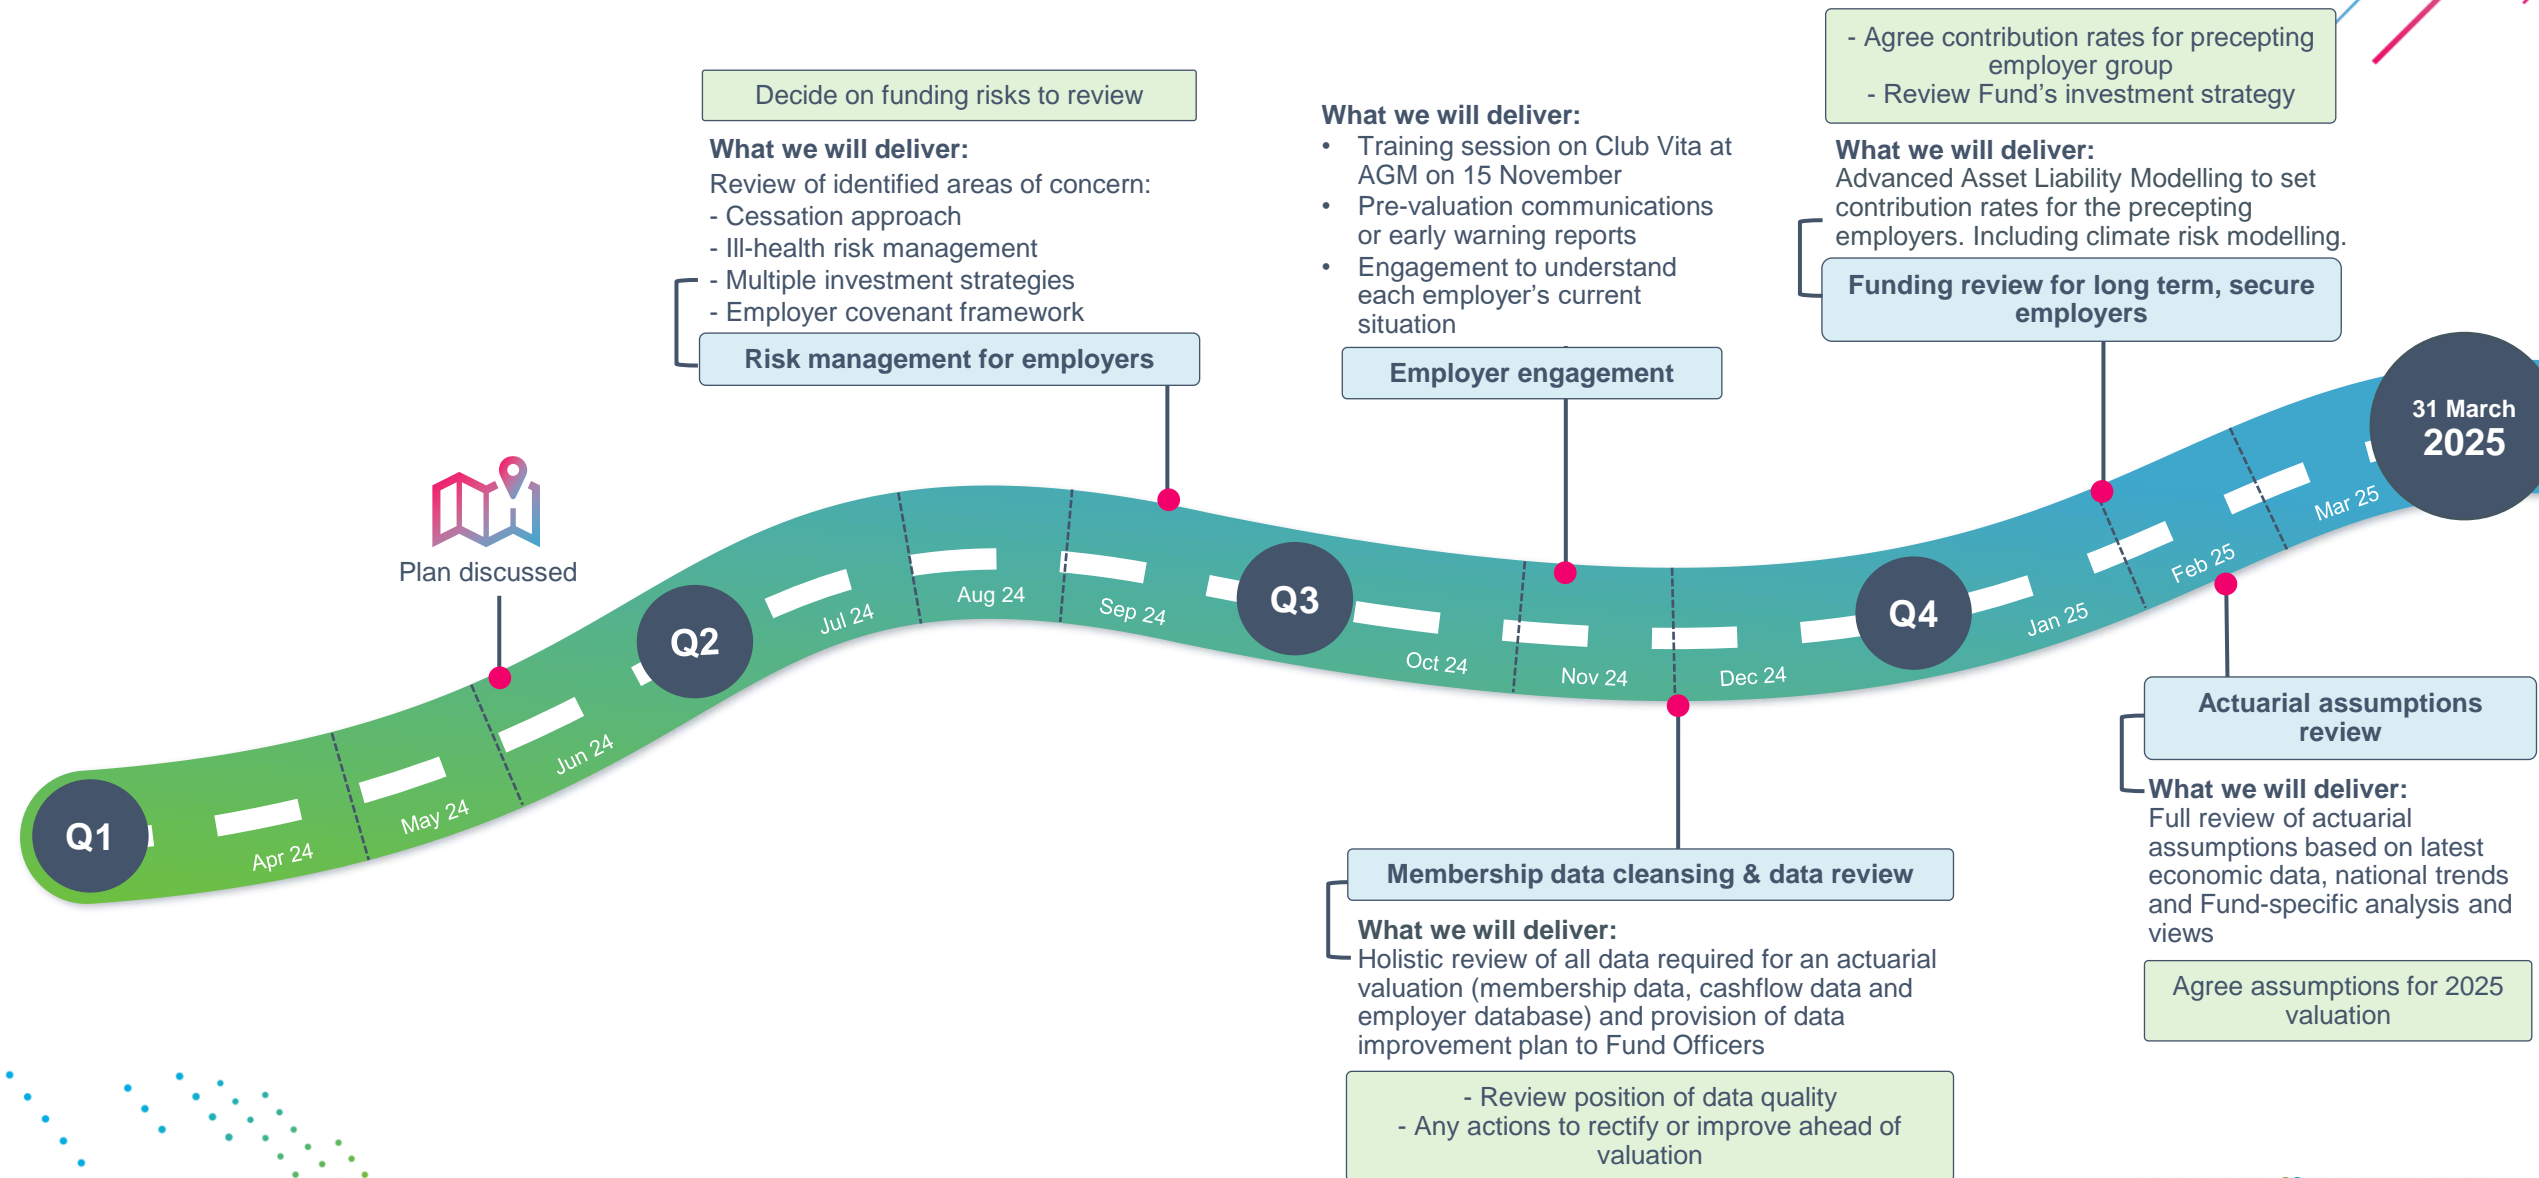 - Agree contribution rates for precepting
employer group
- Review Fund's investment strategy
Decide on funding risks to review
What we will deliver:
Review of identified areas of concern:
- Cessation approach
- Ill-health risk management
- Multiple investment strategies
- Employer covenant framework
Risk management for employers
What we will deliver:
• Training session on Club Vita at
AGM on 15 November
• Pre-valuation communications
or early warning reports
• Engagement to understand
each employer's current
situation
Employer engagement
What we will deliver:
Advanced Asset Liability Modelling to set
contribution rates for the precepting
employers. Including climate risk modelling.
Funding review for long term, secure
employers
31 March
2025
Plan discussed
Q1
Apr 24
May 24
Jun 24
Q2
Jul 24
Aug 24
Sep 24
Q3
Oct 24
Nov 24
Dec 24
Q4
Jan 25
Feb 25
Mar 25
Membership data cleansing & data review
What we will deliver:
Holistic review of all data required for an actuarial
valuation (membership data, cashflow data and
employer database) and provision of data
improvement plan to Fund Officers
- Review position of data quality
- Any actions to rectify or improve ahead of
valuation
Actuarial assumptions
review
What we will deliver:
Full review of actuarial
assumptions based on latest
economic data, national trends
and Fund-specific analysis and
views
Agree assumptions for 2025
valuation